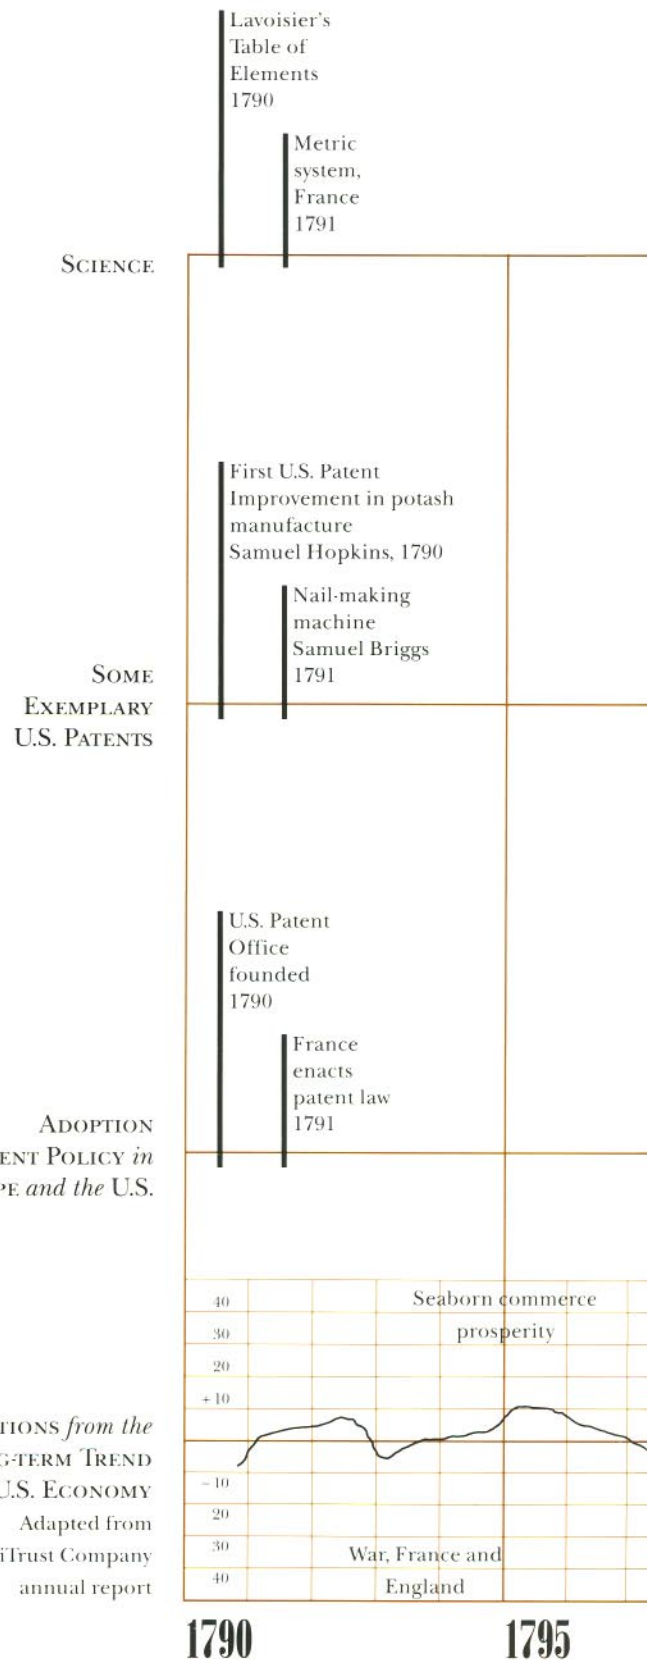 Lavoisier's
Table of
Elements
1790
Metric
system,
France
1791
SCIENCE
First U.S. Patent
Improvement in potash
manufacture
Samuel Hopkins, 1790
Nail-making
machine
Samuel Briggs
1791
SOME
EXEMPLARY
U.S. PATENTS
U.S. Patent
Office
founded
1790
France
enacts
patent law
1791
ADOPTION
ENT POLICY in
PE and the U.S.
40
30
20
+10
-10
20
30
40
Seaborn commerce
prosperity
War, France and
England
TIONS from the
G-TERM TREND
U.S. ECONOMY
Adapted from
iTrust Company
annual report
1790
1795